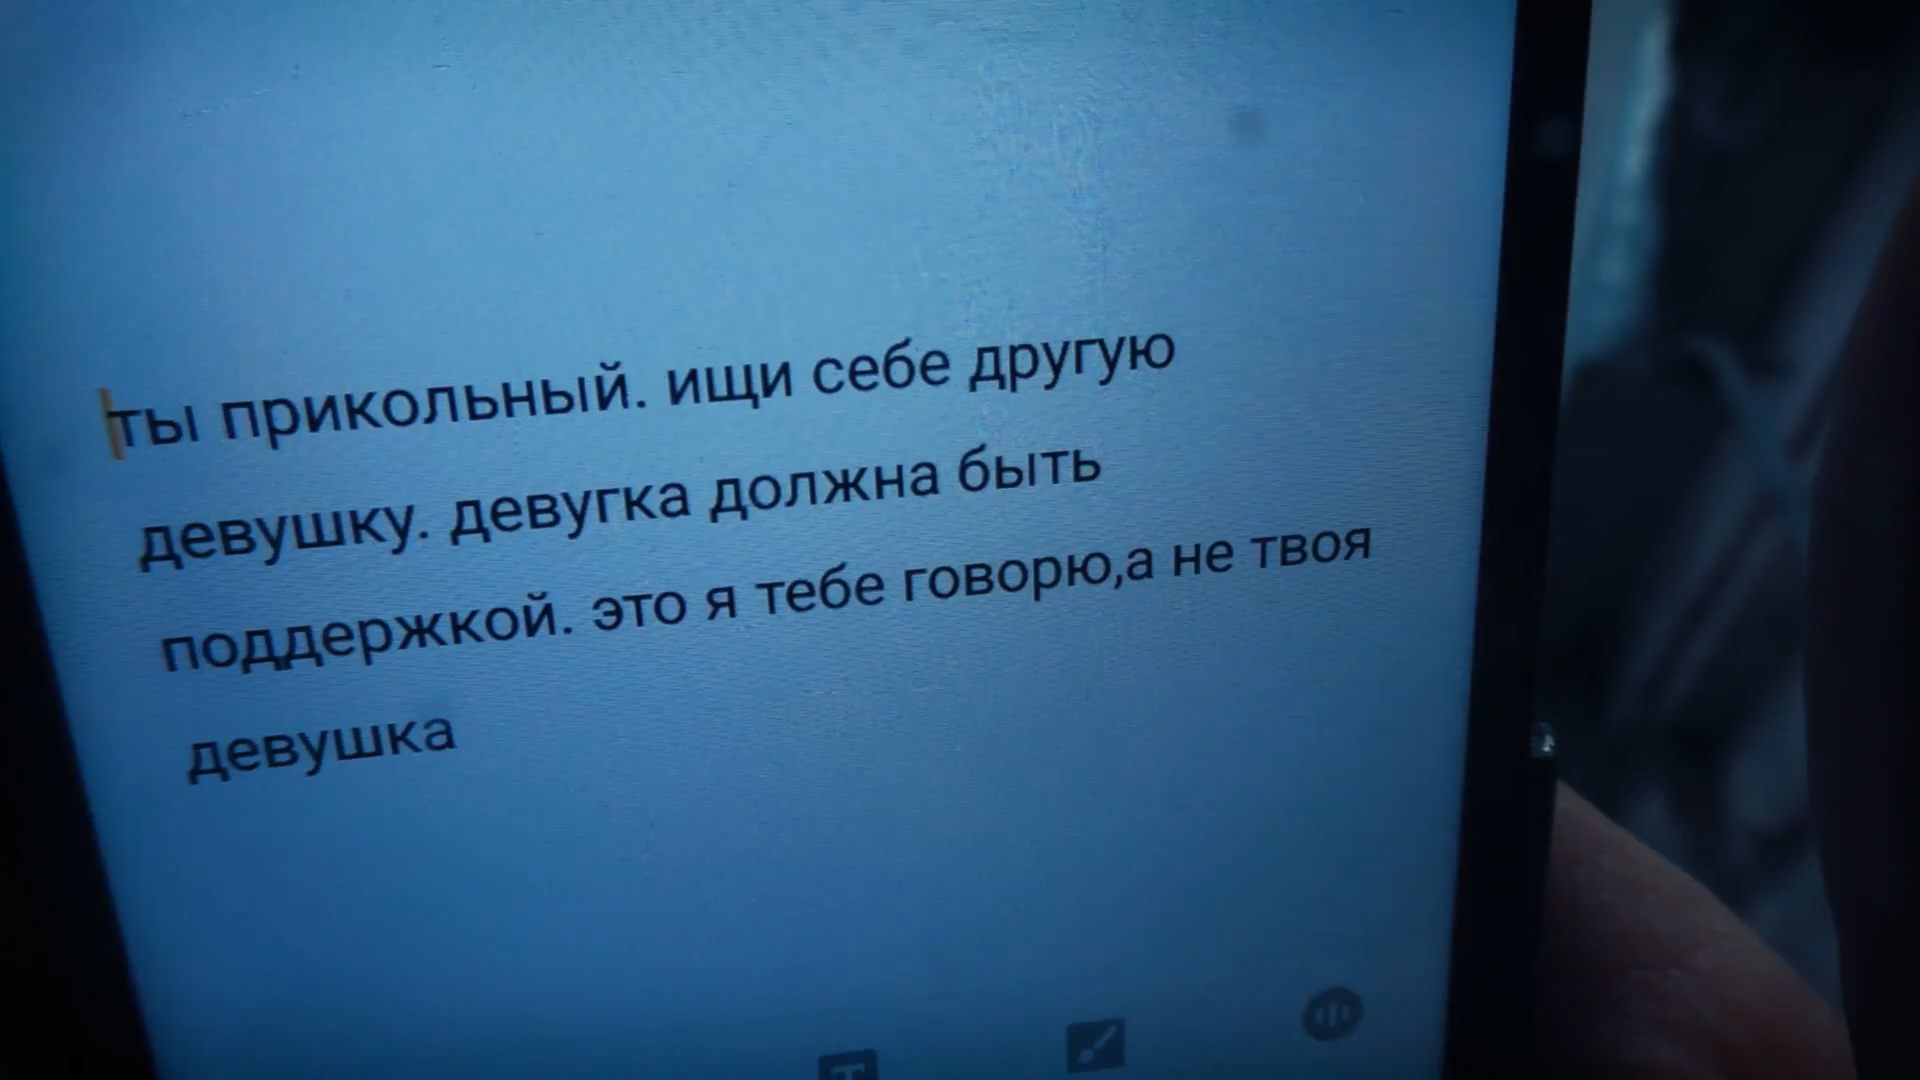 ты прикольный. ищи себе другую
девушку. девугка должна быть
поддержкой. это я тебе говорю,а не твоя
девушка
T